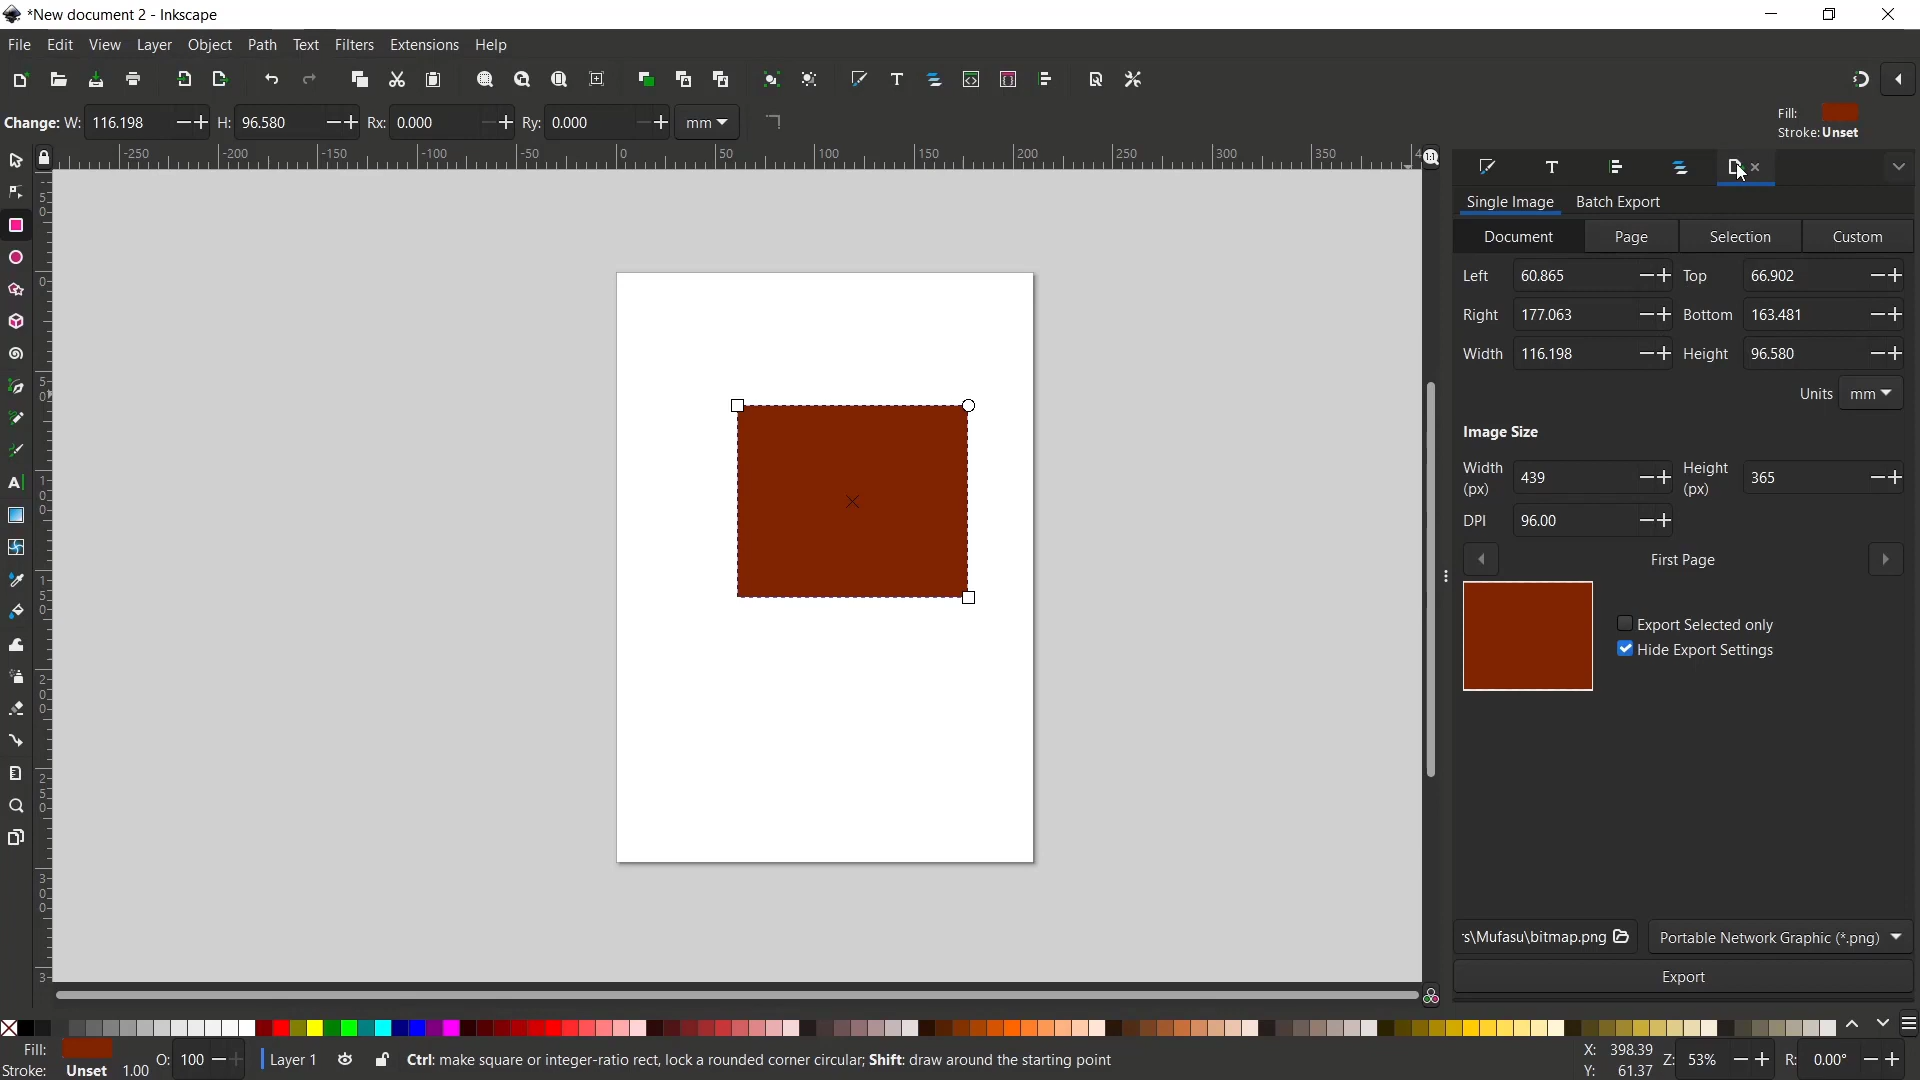 *New document 2 - Inkscape
File Edit View Layer Object Path Text Filters Extensions Help
Change: W: 116.198 H: 96.580 Rx: 0.000 Ry: 0.000 mm
Fill:
Stroke: Unset
-250 -200 -150 -100 -50 0 50 100 150 200 250 300 350 4
Single Image Batch Export
Document Page Selection Custom
Left 60.865 Top 66.902
Right 177.063 Bottom 163.481
Width 116.198 Height 96.580
Units mm
Image Size
Width (px) 439 Height (px) 365
DPI 96.00
First Page
Export Selected only
Hide Export Settings
s\Mufasu\bitmap.png Portable Network Graphic (*.png)
Export
Fill: O: 100 Layer 1 Ctrl: make square or integer-ratio rect, lock a rounded corner circular; Shift: draw around the starting point X: 398.39 Z: 53% R: 0.00°
Stroke: Unset 1.00 Y: 61.37